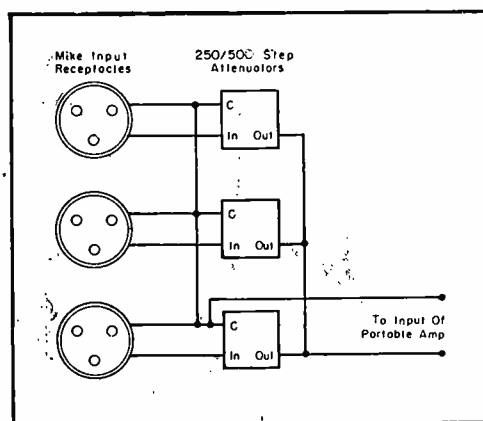 Mike Input
Receptacles
250/500 Step
Attenuators
C
In Out
C
In Out
C
In Out
To Input Of
Portable Amp